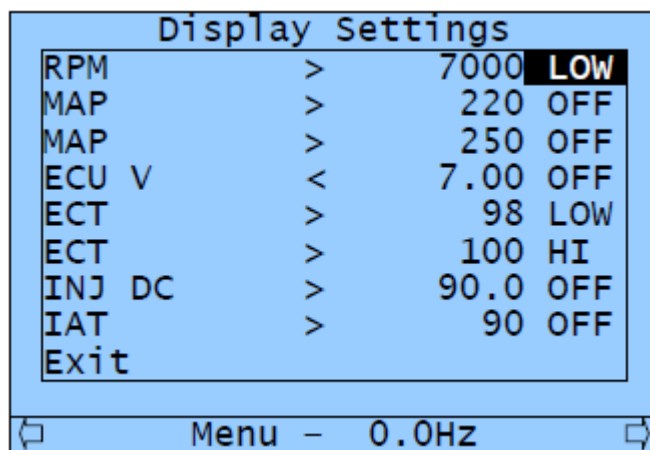 Display Settings
RPM > 7000 LOW
MAP > 220 OFF
MAP > 250 OFF
ECU V < 7.00 OFF
ECT > 98 LOW
ECT > 100 HI
INJ DC > 90.0 OFF
IAT > 90 OFF
Exit
Menu – 0.0Hz